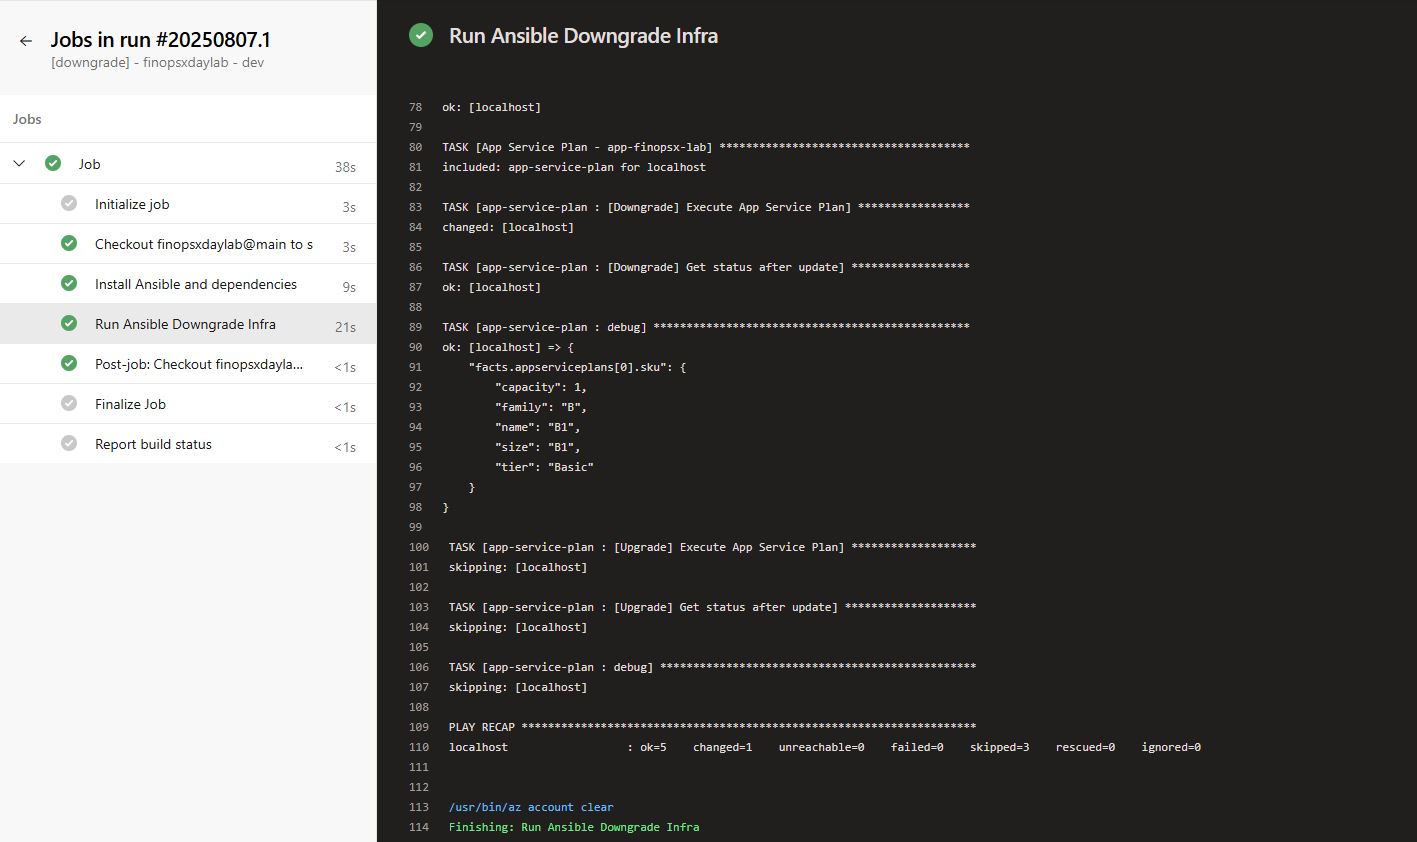 Jobs in run #20250807.1
[downgrade] - finopsxdaylab - dev
Jobs
Job 38s
Initialize job 3s
Checkout finopsxdaylab@main to s 3s
Install Ansible and dependencies 9s
Run Ansible Downgrade Infra 21s
Post-job: Checkout finopsxdayla... <1s
Finalize Job <1s
Report build status <1s
Run Ansible Downgrade Infra
78 ok: [localhost]
79
80 TASK [App Service Plan - app-finopsx-lab] **************************************
81 included: app-service-plan for localhost
82
83 TASK [app-service-plan : [Downgrade] Execute App Service Plan] *****************
84 changed: [localhost]
85
86 TASK [app-service-plan : [Downgrade] Get status after update] ******************
87 ok: [localhost]
88
89 TASK [app-service-plan : debug] ************************************************
90 ok: [localhost] => {
91     "facts.appserviceplans[0].sku": {
92         "capacity": 1,
93         "family": "B",
94         "name": "B1",
95         "size": "B1",
96         "tier": "Basic"
97     }
98 }
99
100 TASK [app-service-plan : [Upgrade] Execute App Service Plan] *******************
101 skipping: [localhost]
102
103 TASK [app-service-plan : [Upgrade] Get status after update] ********************
104 skipping: [localhost]
105
106 TASK [app-service-plan : debug] ************************************************
107 skipping: [localhost]
108
109 PLAY RECAP *********************************************************************
110 localhost                  : ok=5    changed=1    unreachable=0    failed=0    skipped=3    rescued=0    ignored=0
111
112
113 /usr/bin/az account clear
114 Finishing: Run Ansible Downgrade Infra